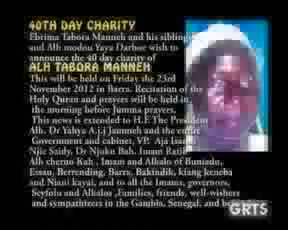 40TH DAY CHARITY
Ebrima Tabora Manneh and his siblings
and Alh modou Yaya Darboe wish to
announce the 40 day charity of
ALH TABORA MANNEH
This will be held on Friday the 23rd
November 2012 in Barra. Recitation of the
Holy Quran and prayers will be held in
the morning before Jumma prayers.
This news is extended to H.E The President
Alh. Dr Yahya A.j.j Jammeh and the entire
Government and cabinet, VP. Aja Isatou
Njie Saidy, Dr Njuku Bah, Imam Ratib
Alh cherno Kah , Imam and Alkalo of Buniadu,
Essau, Berrending, Barra, Bakindik, kiang keneba
and Niani kayai, and to all the Imams, governors,
Seyfolu and Alkalos ,Families, friends, well-wishers
and sympathizers in the Gambia, Senegal, and
GRTS